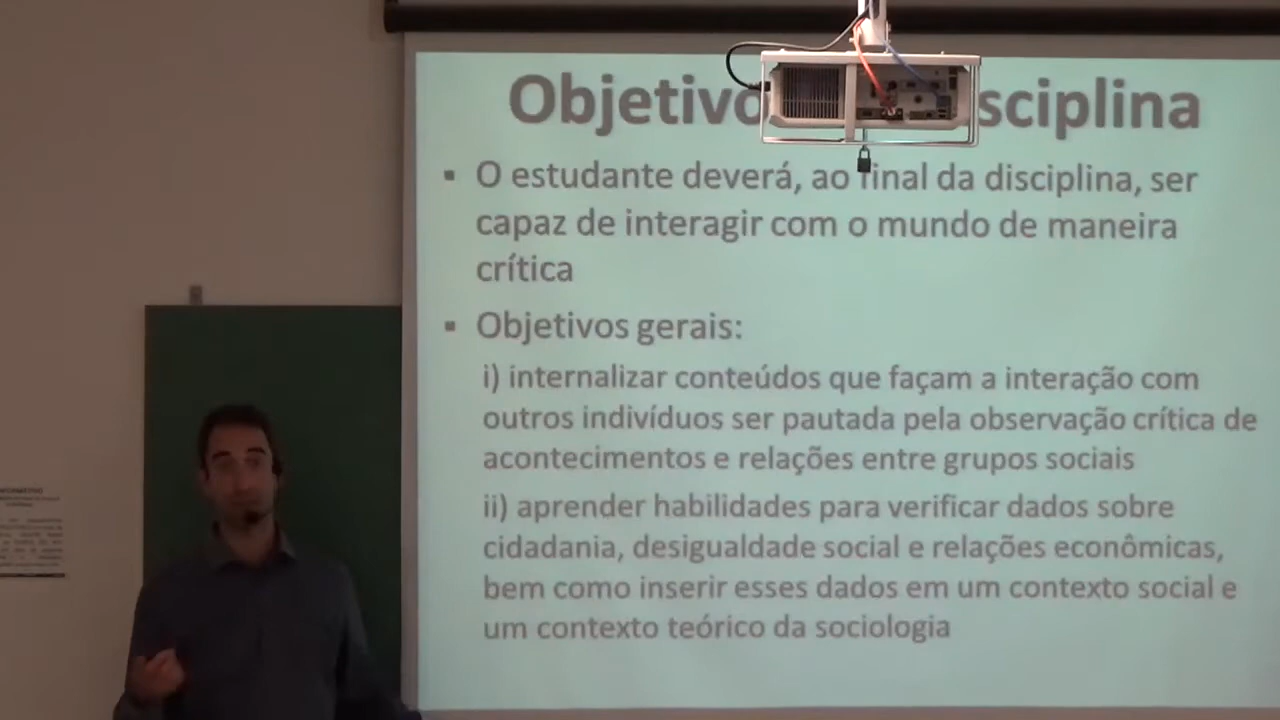 Objetivo sciplina
▪ O estudante deverá, ao final da disciplina, ser
capaz de interagir com o mundo de maneira
crítica
▪ Objetivos gerais:
i) internalizar conteúdos que façam a interação com
outros indivíduos ser pautada pela observação crítica de
acontecimentos e relações entre grupos sociais
ii) aprender habilidades para verificar dados sobre
cidadania, desigualdade social e relações econômicas,
bem como inserir esses dados em um contexto social e
um contexto teórico da sociologia